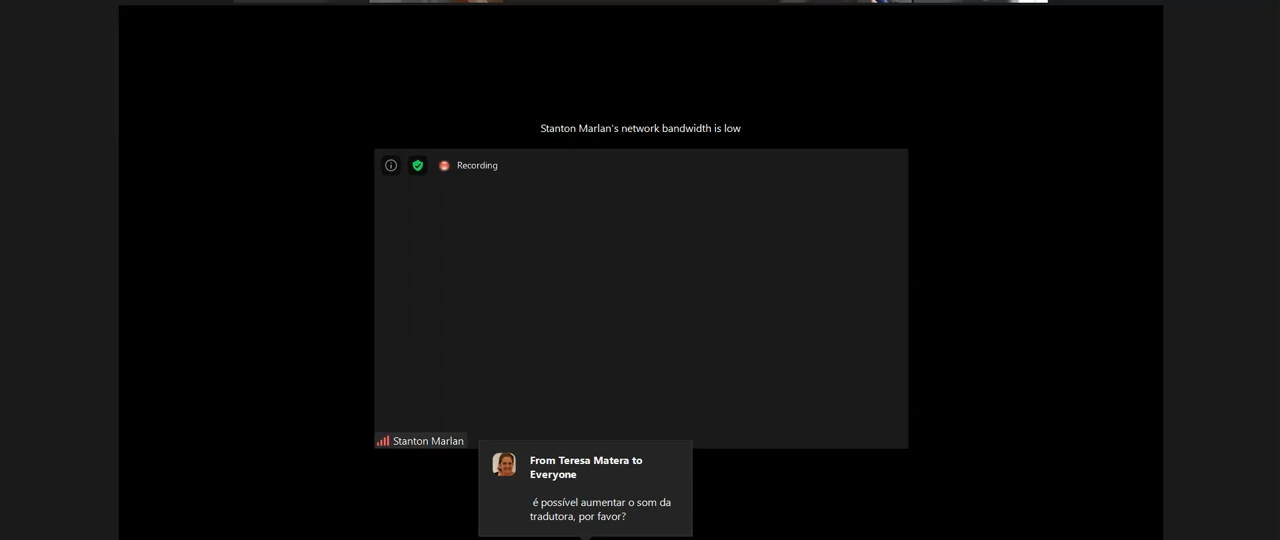 Stanton Marlan's network bandwidth is low
Recording
Stanton Marlan
From Teresa Matera to
Everyone
é possível aumentar o som da
tradutora, por favor?